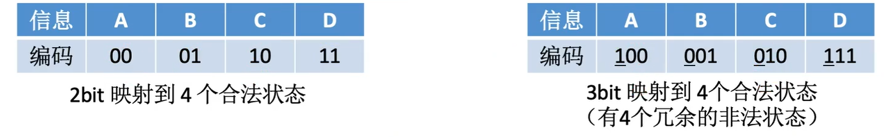 信息 A B C D
编码 00 01 10 11
2bit 映射到 4 个合法状态
信息 A B C D
编码 100 001 010 111
3bit 映射到 4个合法状态
（有4个冗余的非法状态）